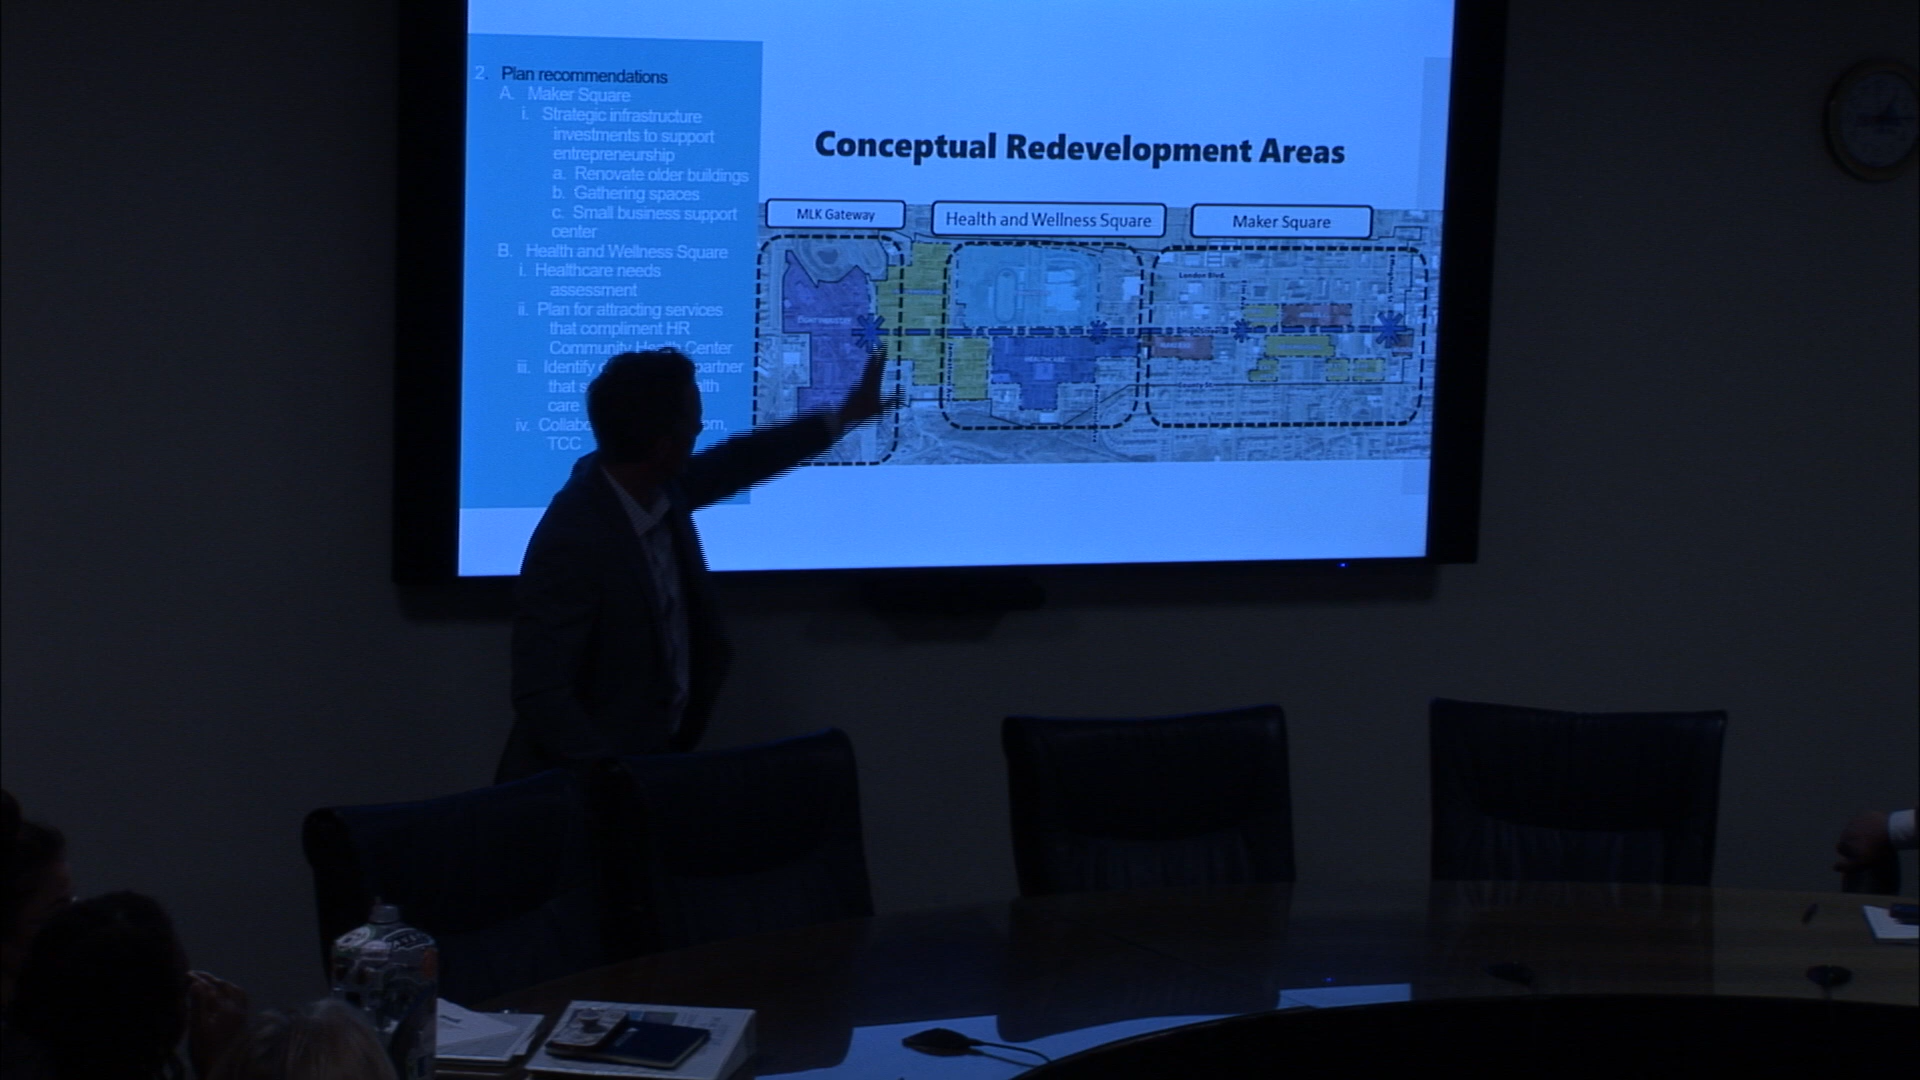 2. Plan recommendations
A. Maker Square
i. Strategic infrastructure
investments to support
entrepreneurship
a. Renovate older buildings
b. Gathering spaces
c. Small business support
center
B. Health and Wellness Square
i. Healthcare needs
assessment
ii. Plan for attracting services
that compliment HR
Community Health Center
iii. Identify
that
care
iv.
TCC
Conceptual Redevelopment Areas
MLK Gateway
Health and Wellness Square
Maker Square
London Blvd.
HEALTHCARE
County St.